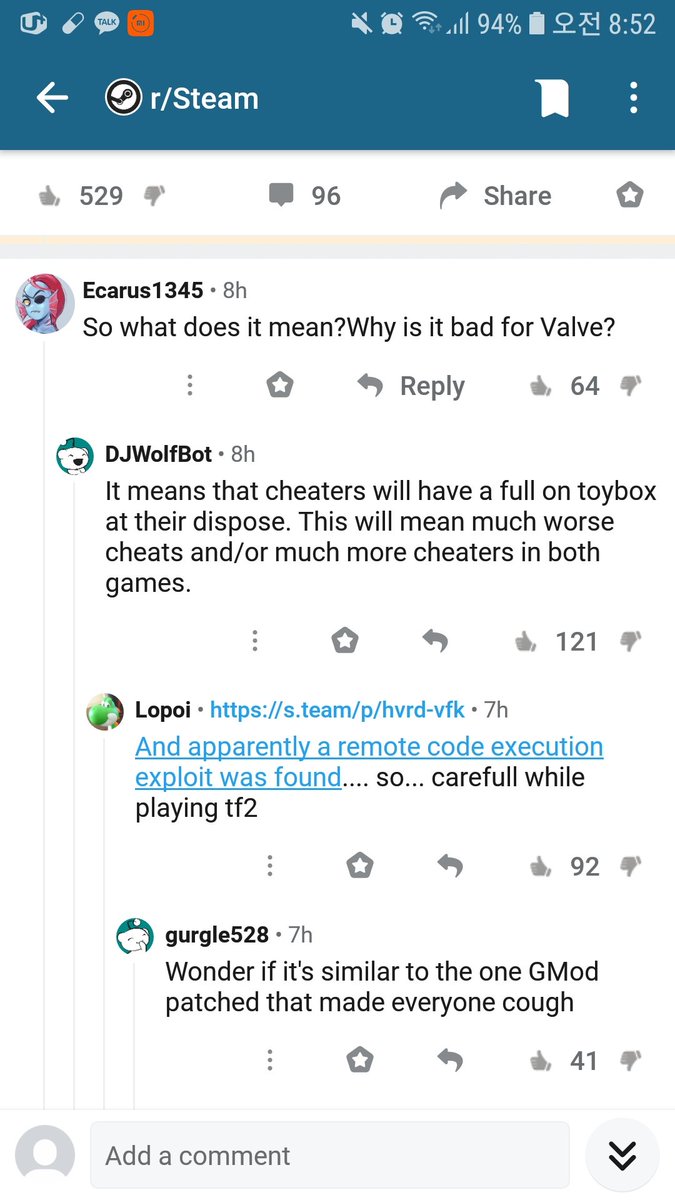 TALK
94% 오전 8:52
r/Steam
529 96 Share
Ecarus1345 • 8h
So what does it mean?Why is it bad for Valve?
Reply 64
DJWolfBot • 8h
It means that cheaters will have a full on toybox
at their dispose. This will mean much worse
cheats and/or much more cheaters in both
games.
121
Lopoi • https://s.team/p/hvrd-vfk • 7h
And apparently a remote code execution
exploit was found.... so... carefull while
playing tf2
92
gurgle528 • 7h
Wonder if it's similar to the one GMod
patched that made everyone cough
41
Add a comment